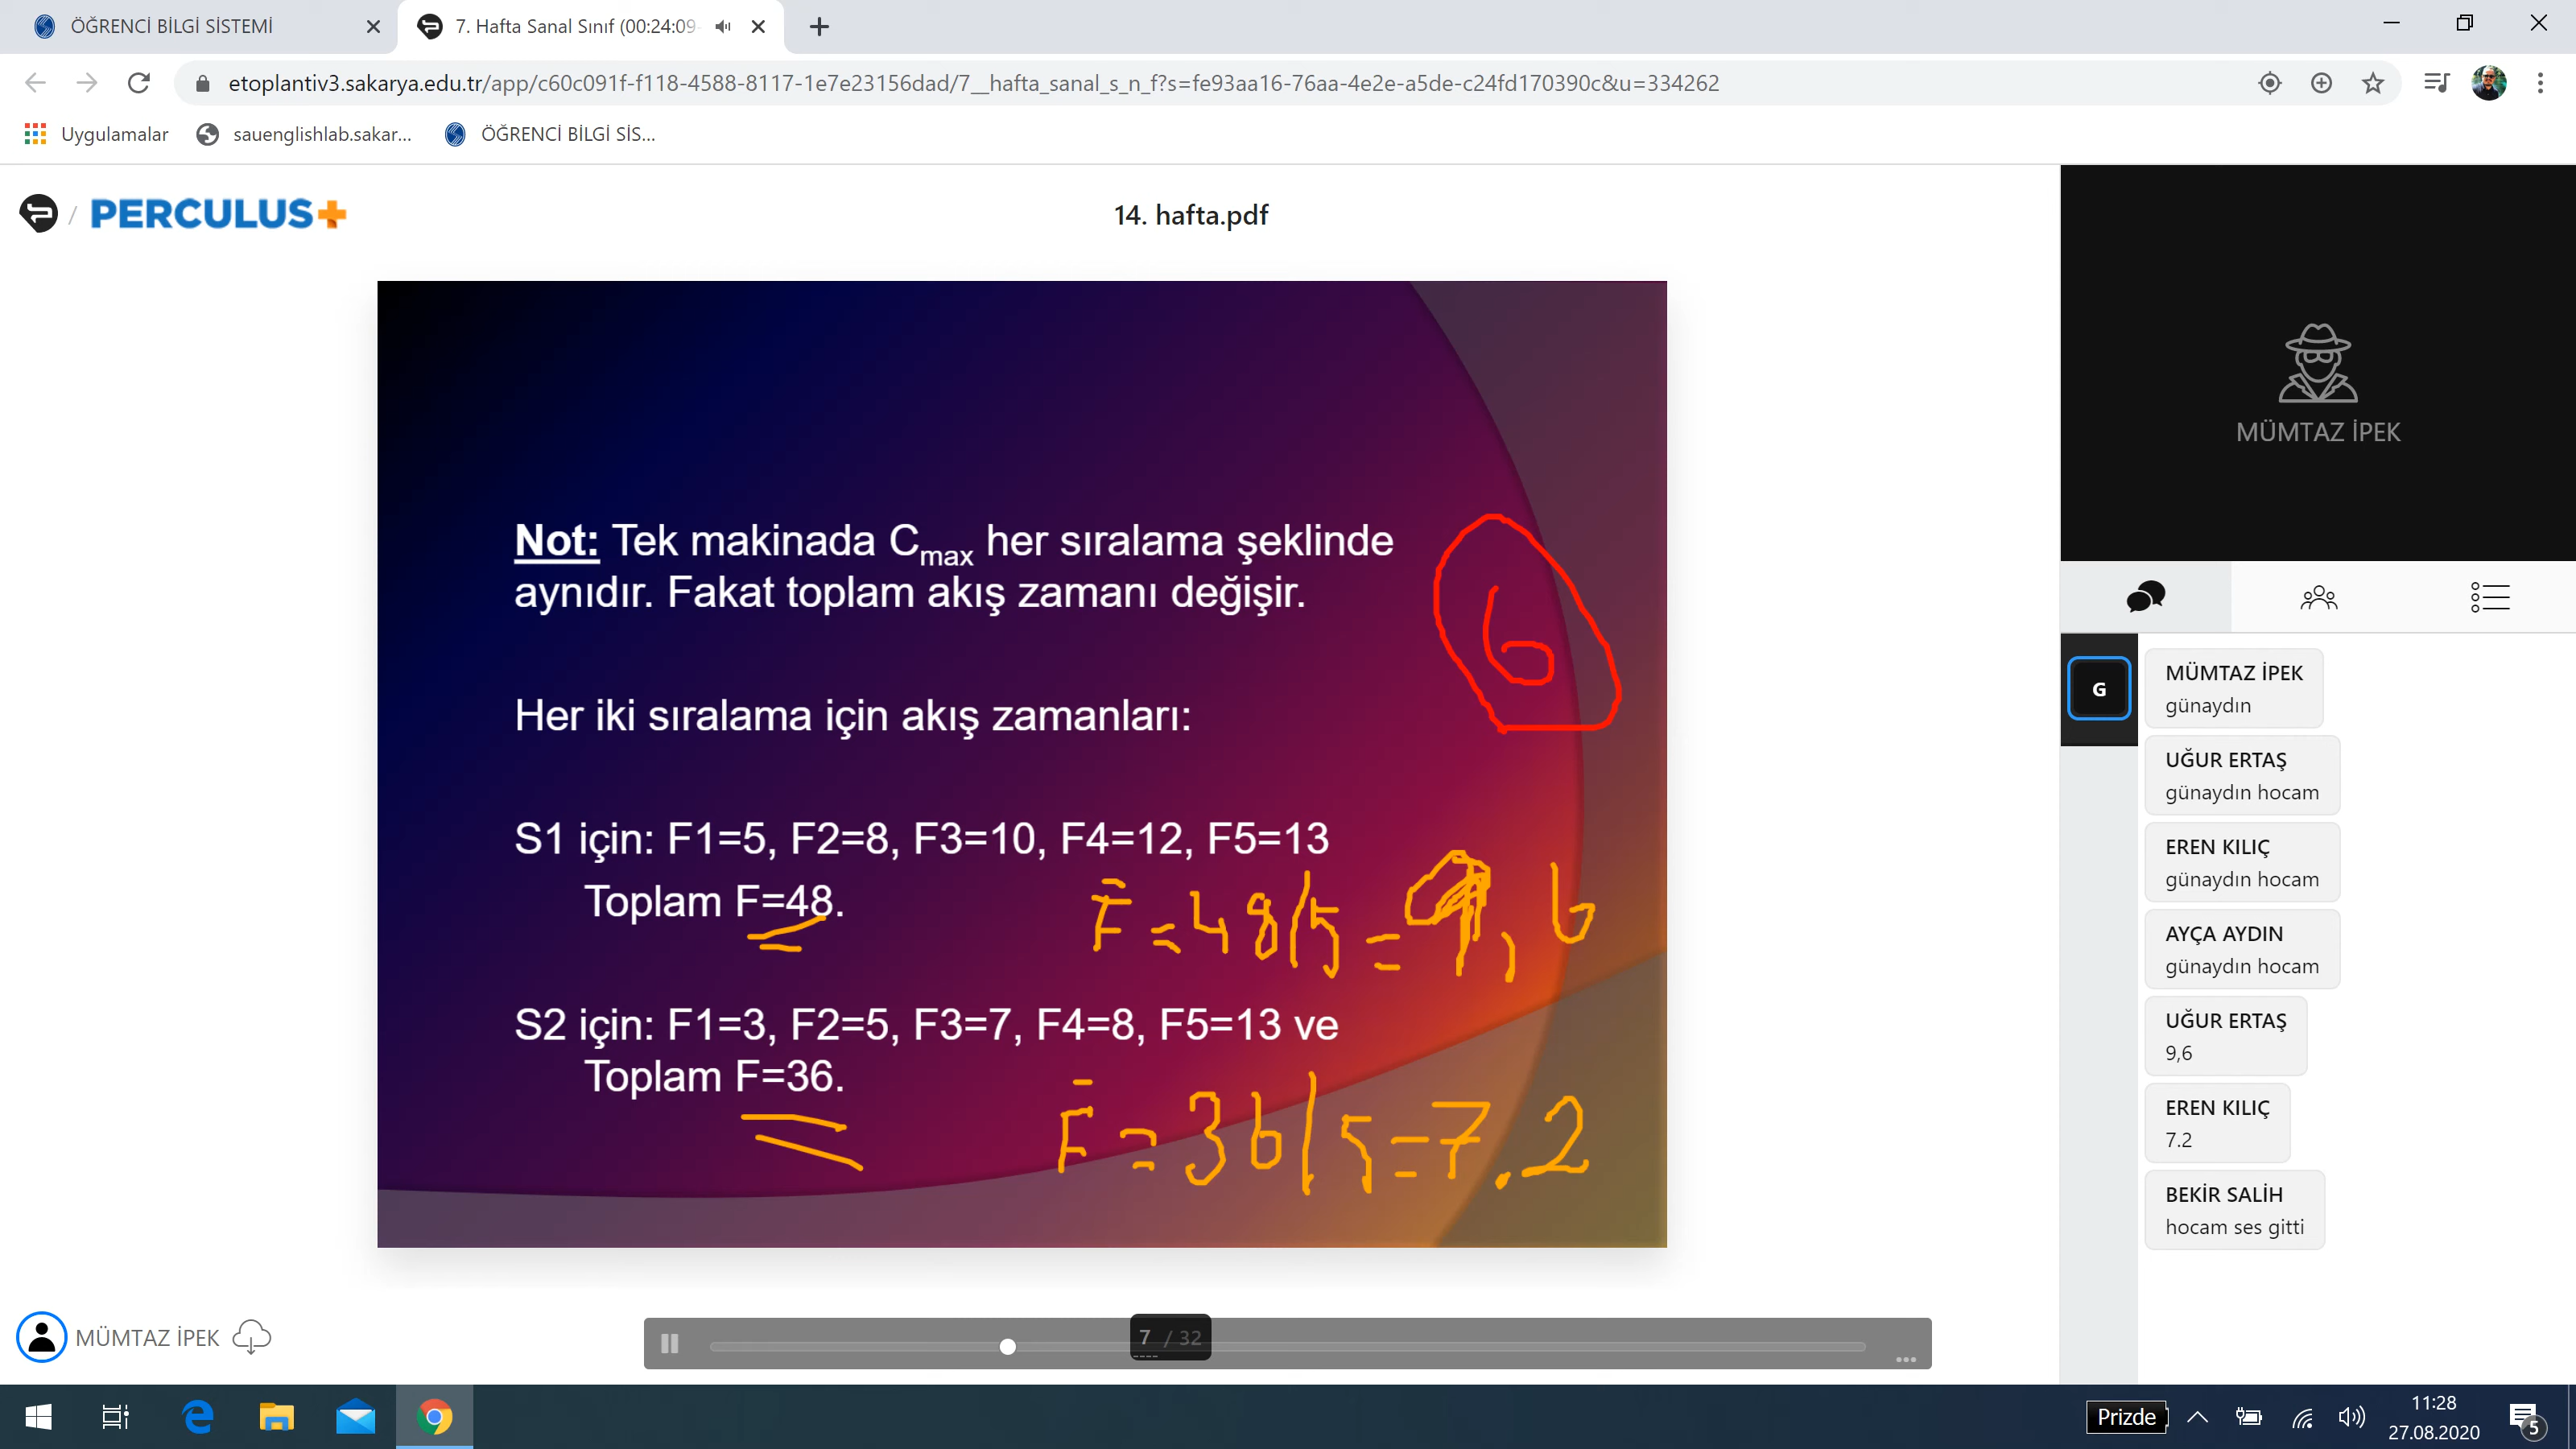 ÖĞRENCİ BİLGİ SİSTEMİ
7. Hafta Sanal Sınıf (00:24:09-
etoplantiv3.sakarya.edu.tr/app/c60c091f-f118-4588-8117-1e7e23156dad/7__hafta_sanal_s_n_f?s=fe93aa16-76aa-4e2e-a5de-c24fd170390c&u=334262
Uygulamalar
sauenglishlab.sakar...
ÖĞRENCİ BİLGİ SİS...
/ PERCULUS+
14. hafta.pdf
Not: Tek makinada Cmax her sıralama şeklinde
aynıdır. Fakat toplam akış zamanı değişir.
6
Her iki sıralama için akış zamanları:
S1 için: F1=5, F2=8, F3=10, F4=12, F5=13
Toplam F=48.
F̄ = 48/5 = 9,6
S2 için: F1=3, F2=5, F3=7, F4=8, F5=13 ve
Toplam F=36.
F̄ = 36/5 = 7.2
MÜMTAZ İPEK
G
MÜMTAZ İPEK
günaydın
UĞUR ERTAŞ
günaydın hocam
EREN KILIÇ
günaydın hocam
AYÇA AYDIN
günaydın hocam
UĞUR ERTAŞ
9,6
EREN KILIÇ
7.2
BEKİR SALİH
hocam ses gitti
MÜMTAZ İPEK
7 / 32
Prizde
11:28
27.08.2020
5